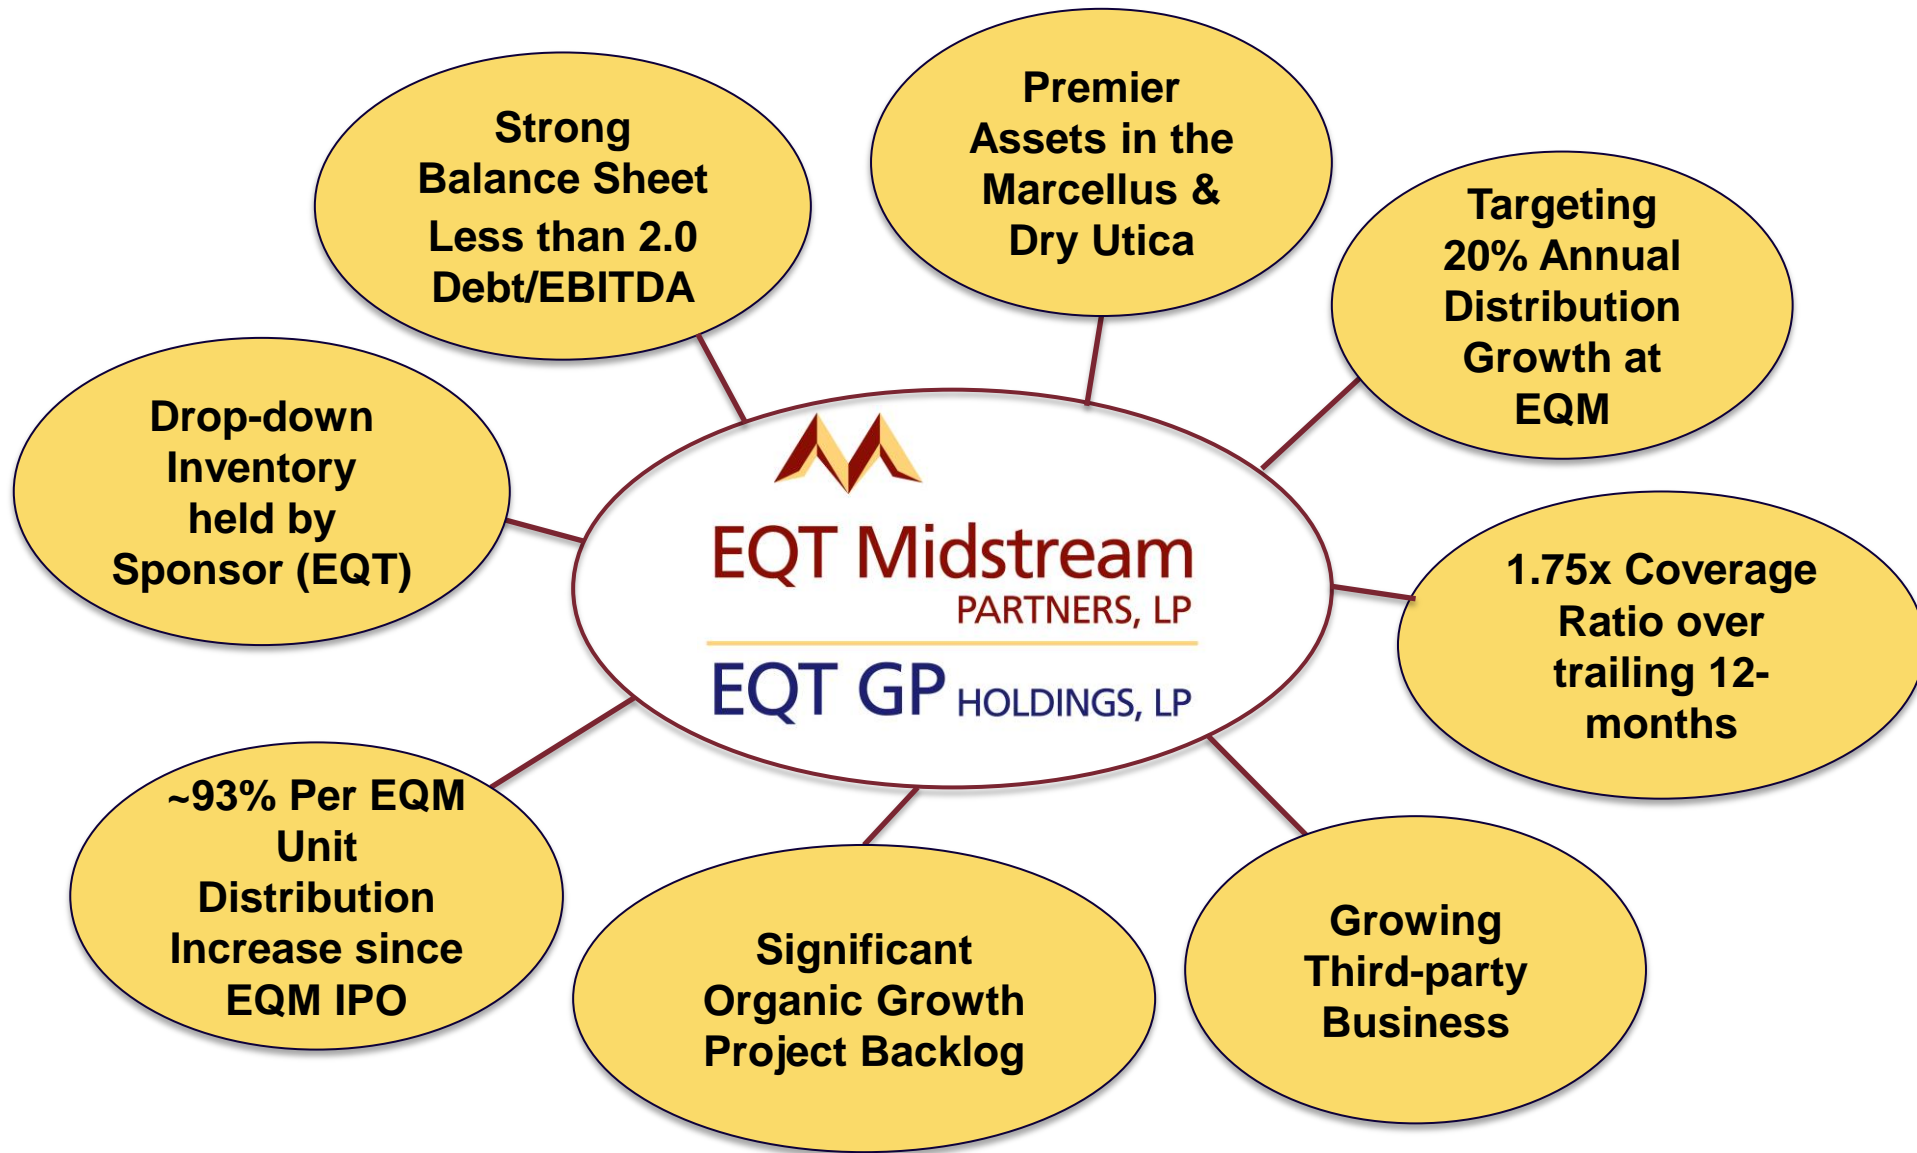 Strong
Balance Sheet
Less than 2.0
Debt/EBITDA
Premier
Assets in the
Marcellus &
Dry Utica
Targeting
20% Annual
Distribution
Growth at
EQM
Drop-down
Inventory
held by
Sponsor (EQT)
EQT Midstream
PARTNERS, LP
EQT GP HOLDINGS, LP
1.75x Coverage
Ratio over
trailing 12-
months
~93% Per EQM
Unit
Distribution
Increase since
EQM IPO
Significant
Organic Growth
Project Backlog
Growing
Third-party
Business